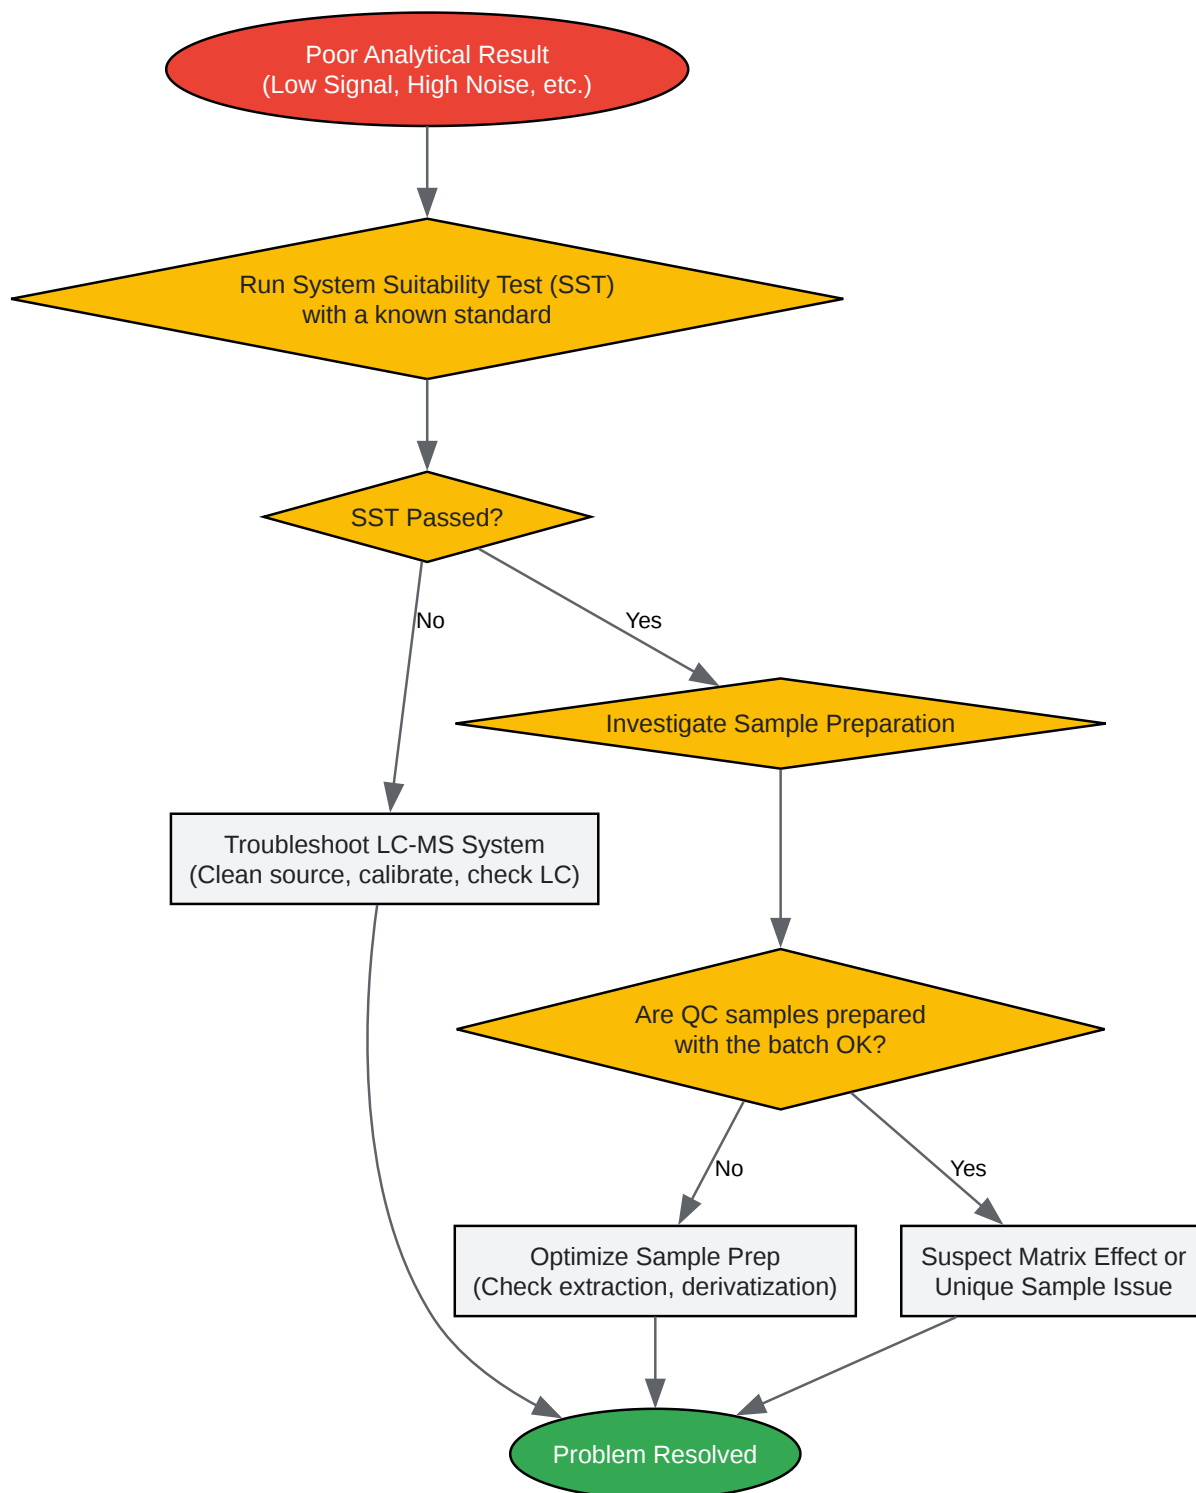 Poor Analytical Result
(Low Signal, High Noise, etc.)
Run System Suitability Test (SST)
with a known standard
SST Passed?
No
Yes
Investigate Sample Preparation
Troubleshoot LC-MS System
(Clean source, calibrate, check LC)
Are QC samples prepared
with the batch OK?
No
Yes
Optimize Sample Prep
(Check extraction, derivatization)
Suspect Matrix Effect or
Unique Sample Issue
Problem Resolved